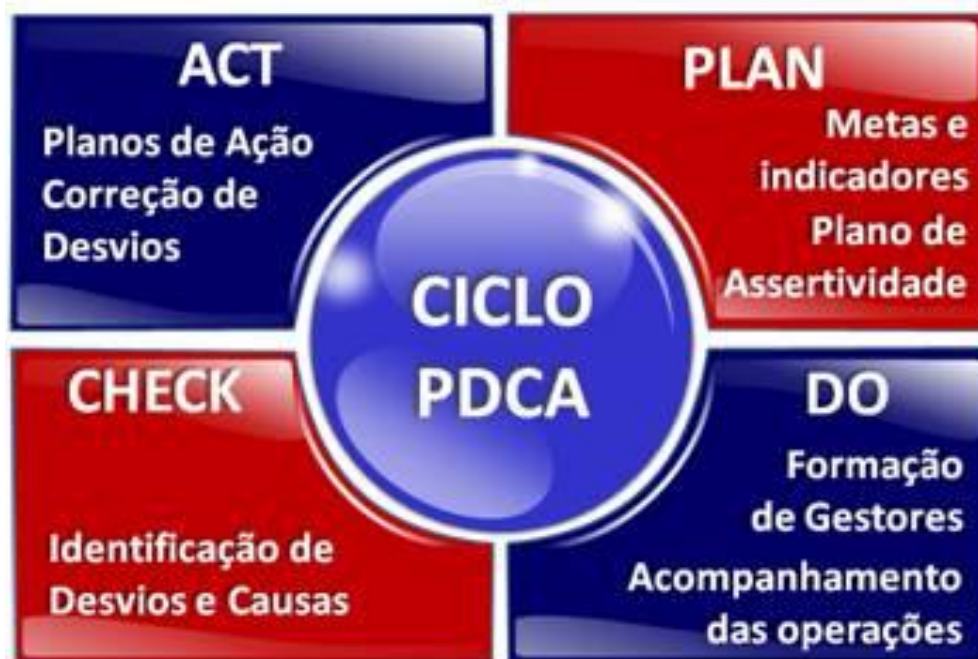 ACT
Planos de Ação
Correção de
Desvios
PLAN
Metas e
indicadores
Plano de
Assertividade
CICLO
PDCA
CHECK
Identificação de
Desvios e Causas
DO
Formação
de Gestores
Acompanhamento
das operações